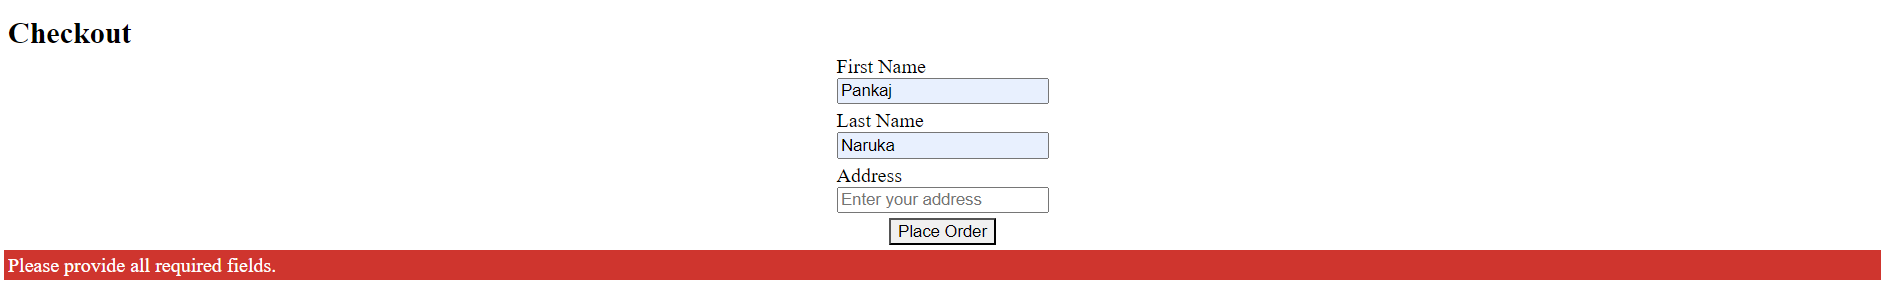 Checkout
First Name
Pankaj
Last Name
Naruka
Address
Enter your address
Place Order
Please provide all required fields.